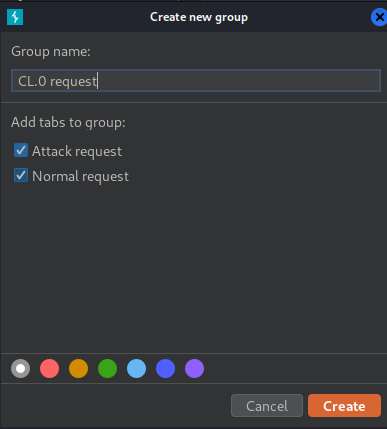 Create new group
Group name:
CL.0 request
Add tabs to group:
Attack request
Normal request
Cancel
Create